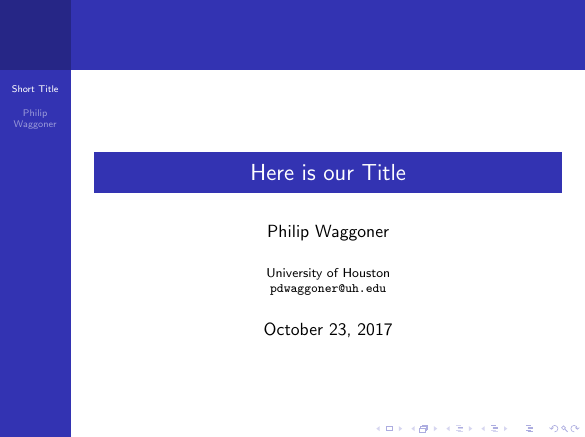 Short Title
Philip
Waggoner
Here is our Title
Philip Waggoner
University of Houston
pdwaggoner@uh.edu
October 23, 2017